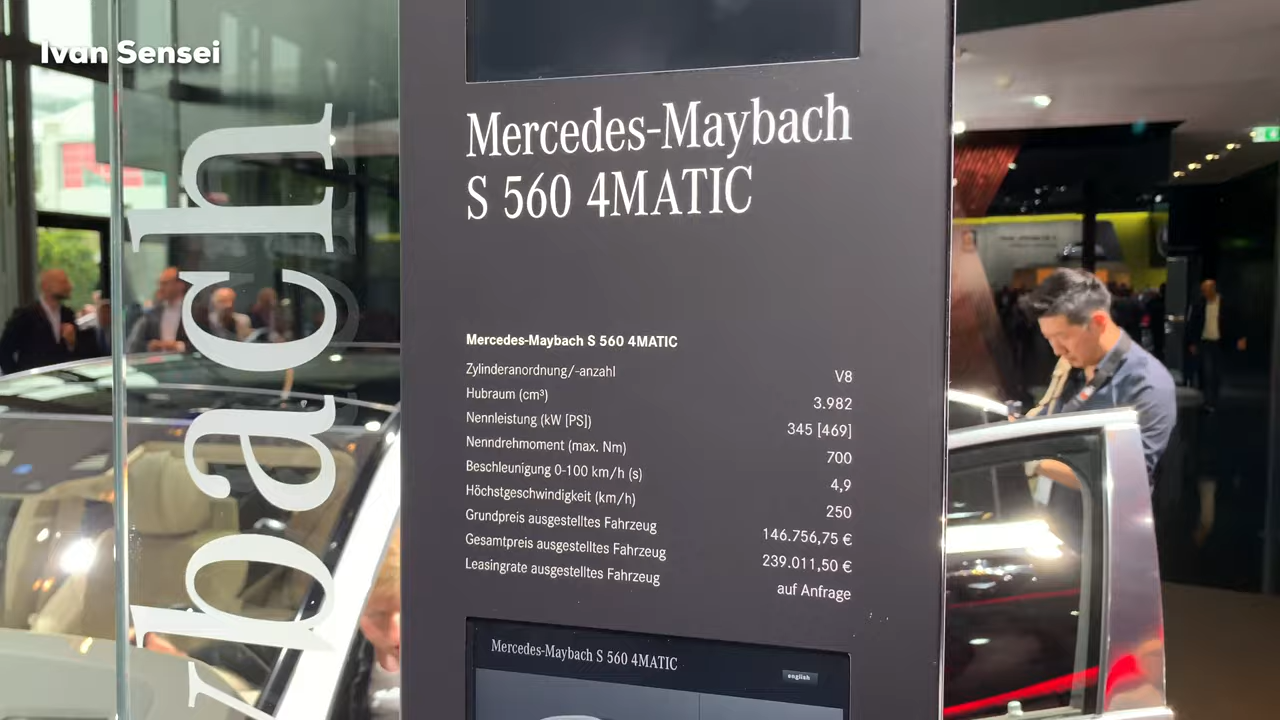 Ivan Sensei
Mercedes-Maybach
S 560 4MATIC
Mercedes-Maybach S 560 4MATIC
Zylinderanordnung/-anzahl V8
Hubraum (cm³) 3.982
Nennleistung (kW [PS]) 345 [469]
Nenndrehmoment (max. Nm) 700
Beschleunigung 0-100 km/h (s) 4,9
Höchstgeschwindigkeit (km/h) 250
Grundpreis ausgestelltes Fahrzeug 146.756,75 €
Gesamtpreis ausgestelltes Fahrzeug 239.011,50 €
Leasingrate ausgestelltes Fahrzeug auf Anfrage
Mercedes-Maybach S 560 4MATIC
english
ybach